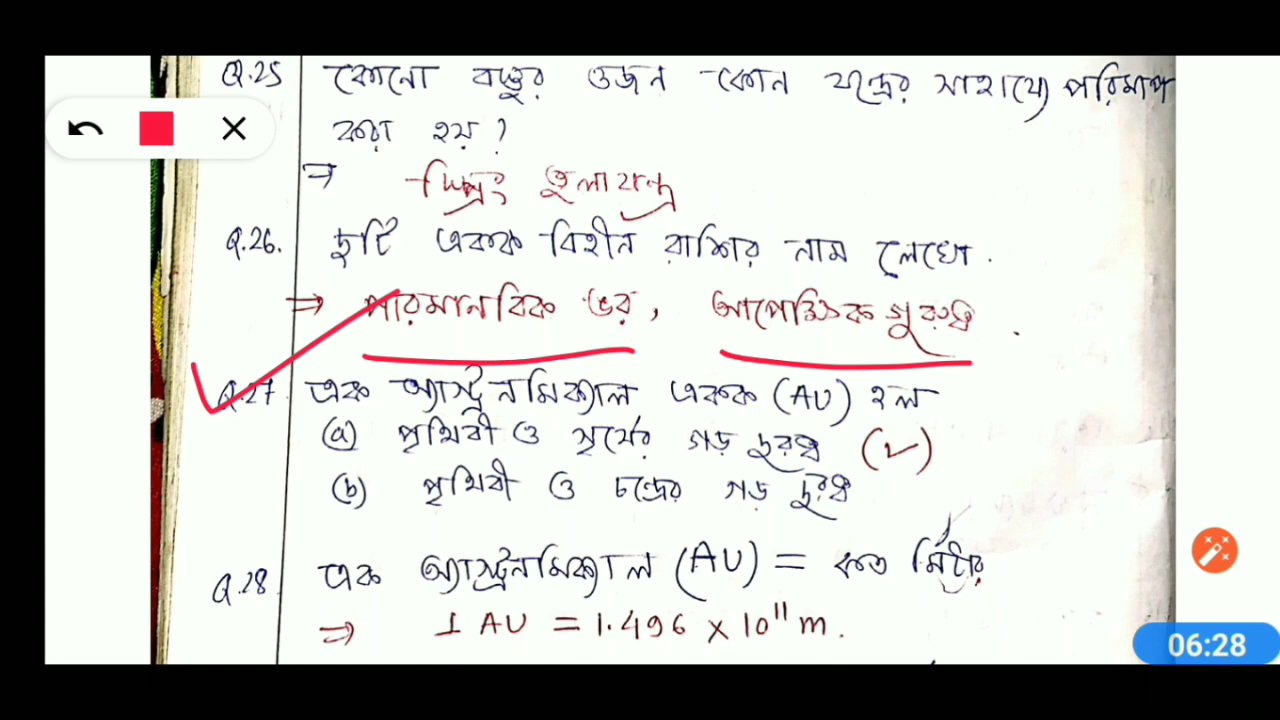 Q.25 কোনো বস্তুর ওজন কোন যন্ত্রের সাহায্যে পরিমাপ
করা হয় ?
⇒ স্প্রিং তুলাযন্ত্র
Q.26. দুটি একক বিহীন রাশির নাম লেখো.
⇒ পারমানবিক ভর, আপেক্ষিক গুরুত্ব.
Q.27 এক অ্যাস্ট্রনমিক্যাল একক (AU) হল
(a) পৃথিবী ও সূর্যের গড় দুরত্ব (✓)
(b) পৃথিবী ও চন্দ্রের গড় দুরত্ব
Q.28 এক অ্যাস্ট্রনমিক্যাল (AU) = কত মিটার
⇒ 1 AU = 1.496 × 10¹¹ m.
06:28